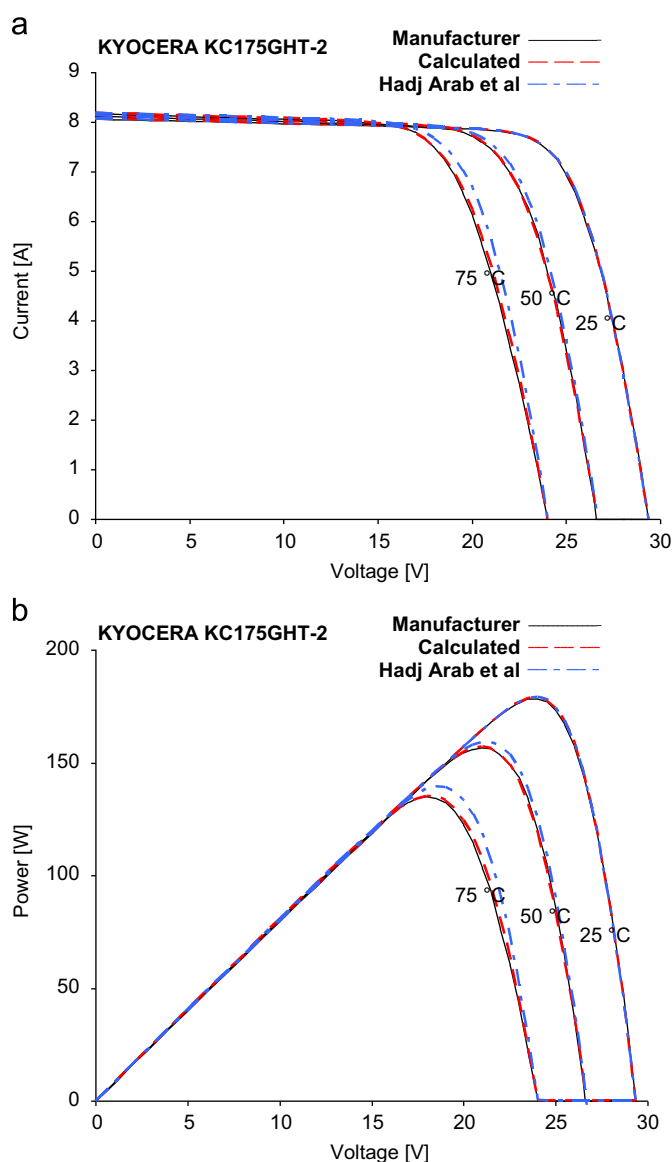 a
KYOCERA KC175GHT-2
Manufacturer
Calculated
Hadj Arab et al
9
8
7
6
5
4
3
2
1
0
Current [A]
75 °C
50 °C
25 °C
0 5 10 15 20 25 30
Voltage [V]
b
KYOCERA KC175GHT-2
Manufacturer
Calculated
Hadj Arab et al
200
150
100
50
0
Power [W]
75 °C
50 °C
25 °C
0 5 10 15 20 25 30
Voltage [V]